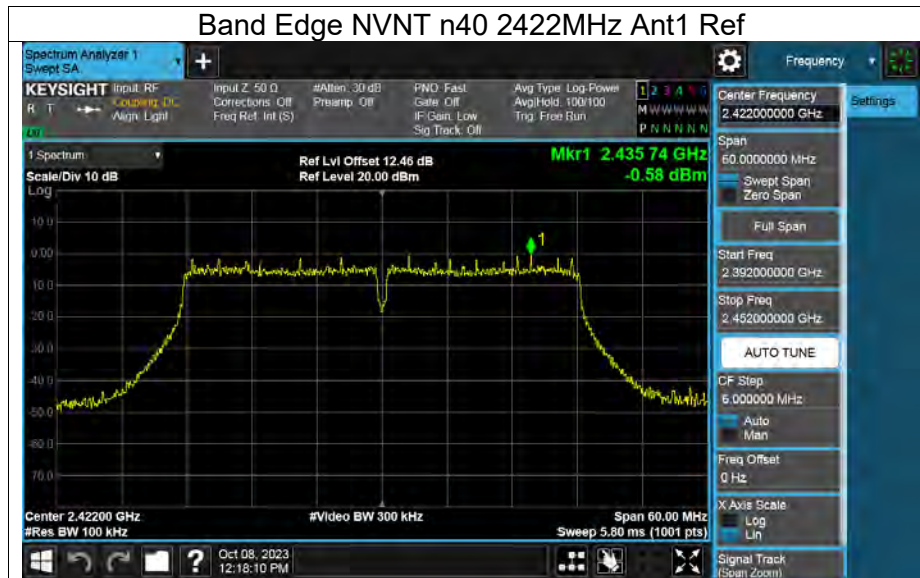 Band Edge NVNT n40 2422MHz Ant1 Ref
Spectrum Analyzer 1
Swept SA
+
Frequency
KEYSIGHT
R T
Input: RF
Coupling: DC
Align: Light
Input Z: 50 Ω
Corrections: Off
Freq Ref: Int (S)
#Atten: 30 dB
Preamp: Off
PNO: Fast
Gate: Off
IF Gain: Low
Sig Track: Off
Avg Type: Log-Power
Avg|Hold: 100/100
Trig: Free Run
1 2 3 4 5 6
M W W W W W
P N N N N N
1 Spectrum
Scale/Div 10 dB
Log
Ref Lvl Offset 12.46 dB
Ref Level 20.00 dBm
Mkr1 2.435 74 GHz
-0.58 dBm
10.0
0.00
-10.0
-20.0
-30.0
-40.0
-50.0
-60.0
-70.0
1
Center 2.42200 GHz
#Res BW 100 kHz
#Video BW 300 kHz
Span 60.00 MHz
Sweep 5.80 ms (1001 pts)
?
Oct 08, 2023
12:18:10 PM
Center Frequency
2.422000000 GHz
Settings
Span
60.0000000 MHz
Swept Span
Zero Span
Full Span
Start Freq
2.392000000 GHz
Stop Freq
2.452000000 GHz
AUTO TUNE
CF Step
6.000000 MHz
Auto
Man
Freq Offset
0 Hz
X Axis Scale
Log
Lin
Signal Track
(Span Zoom)